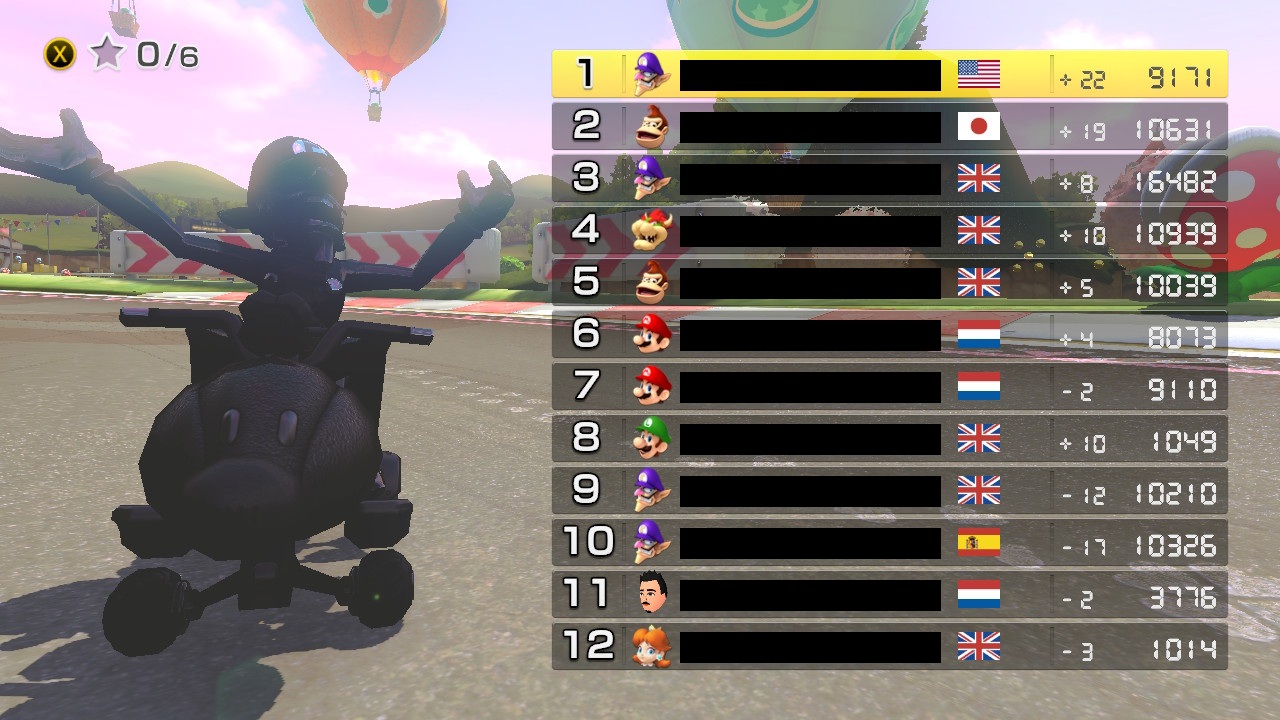 X 0/6
1 + 22 9171
2 + 19 10631
3 + 8 16482
4 + 10 10939
5 + 5 10039
6 + 4 8073
7 - 2 9110
8 + 10 1049
9 - 12 10210
10 - 17 10326
11 - 2 3776
12 - 3 1014